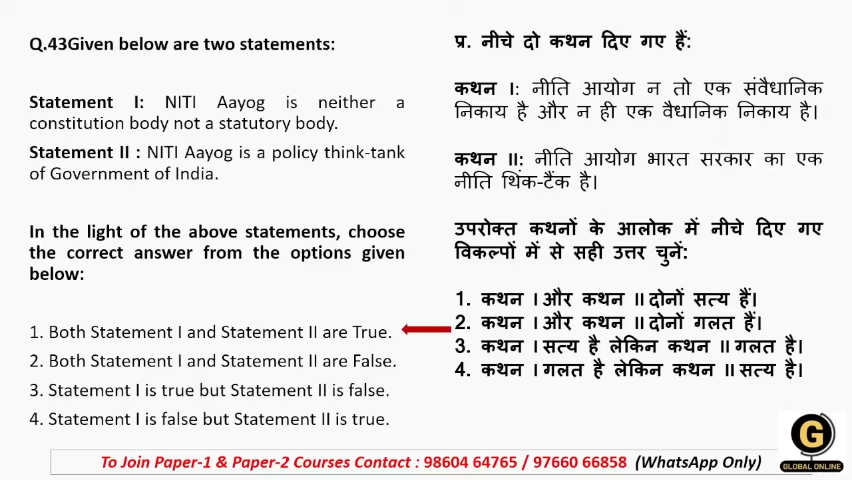 Q.43Given below are two statements:
Statement I: NITI Aayog is neither a
constitution body not a statutory body.
Statement II : NITI Aayog is a policy think-tank
of Government of India.
In the light of the above statements, choose
the correct answer from the options given
below:
1. Both Statement I and Statement II are True.
2. Both Statement I and Statement II are False.
3. Statement I is true but Statement II is false.
4. Statement I is false but Statement II is true.
प्र. नीचे दो कथन दिए गए हैं:
कथन I: नीति आयोग न तो एक संवैधानिक
निकाय है और न ही एक वैधानिक निकाय है।
कथन II: नीति आयोग भारत सरकार का एक
नीति थिंक-टैंक है।
उपरोक्त कथनों के आलोक में नीचे दिए गए
विकल्पों में से सही उत्तर चुनें:
1. कथन I और कथन II दोनों सत्य हैं।
2. कथन I और कथन II दोनों गलत हैं।
3. कथन I सत्य है लेकिन कथन II गलत है।
4. कथन I गलत है लेकिन कथन II सत्य है।
To Join Paper-1 & Paper-2 Courses Contact : 98604 64765 / 97660 66858 (WhatsApp Only)
G
GLOBAL ONLINE